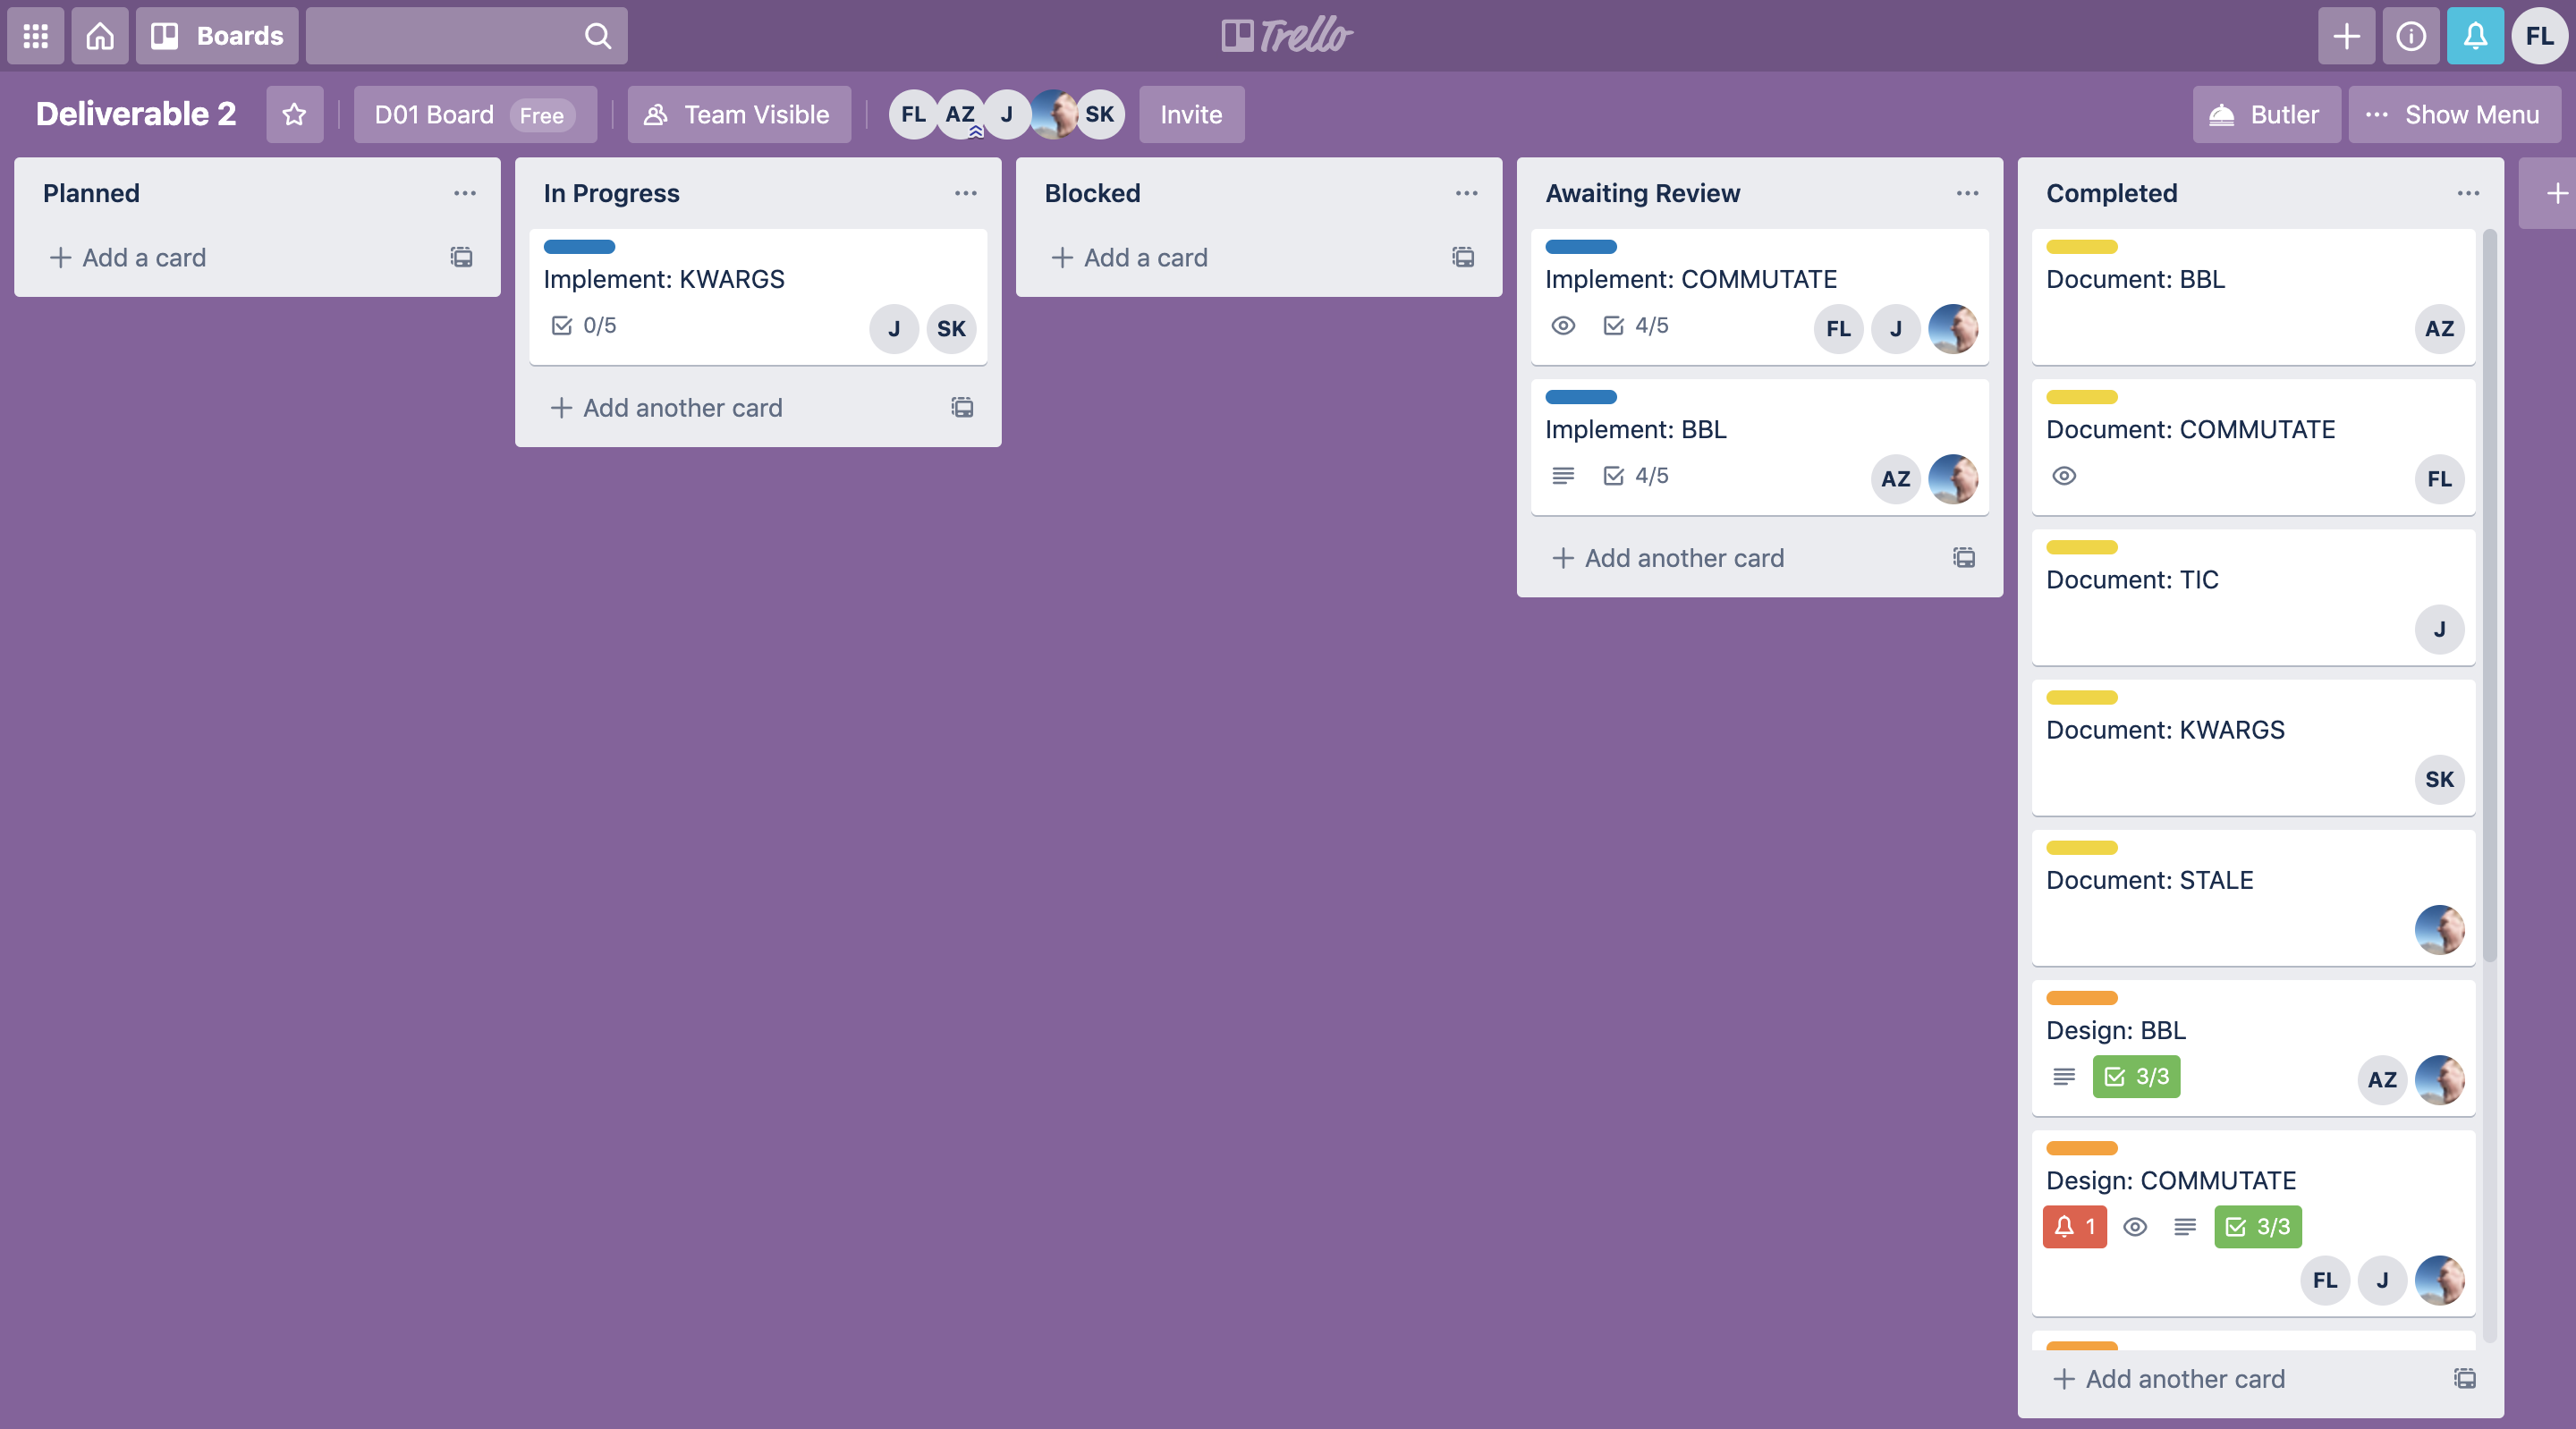 Boards
Trello
FL
Deliverable 2
D01 Board Free
Team Visible
FL AZ J SK
Invite
Butler
Show Menu
Planned
Add a card
In Progress
Implement: KWARGS
0/5
J SK
Add another card
Blocked
Add a card
Awaiting Review
Implement: COMMUTATE
4/5
FL J
Implement: BBL
4/5
AZ
Add another card
Completed
Document: BBL
AZ
Document: COMMUTATE
FL
Document: TIC
J
Document: KWARGS
SK
Document: STALE
Design: BBL
3/3
AZ
Design: COMMUTATE
1
3/3
FL J
Add another card